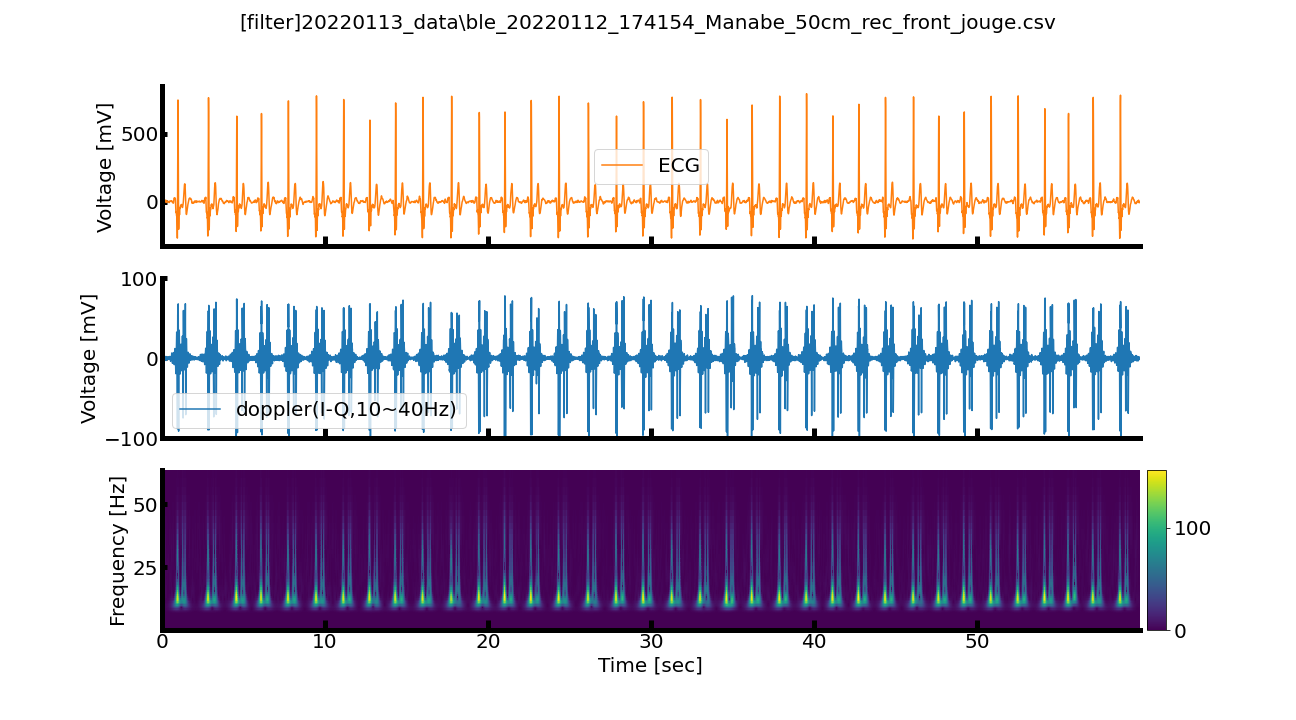 [filter]20220113_data\ble_20220112_174154_Manabe_50cm_rec_front_jouge.csv
Voltage [mV]
500
0
ECG
Voltage [mV]
100
0
−100
doppler(I-Q,10~40Hz)
Frequency [Hz]
50
25
100
0
0 10 20 30 40 50
Time [sec]